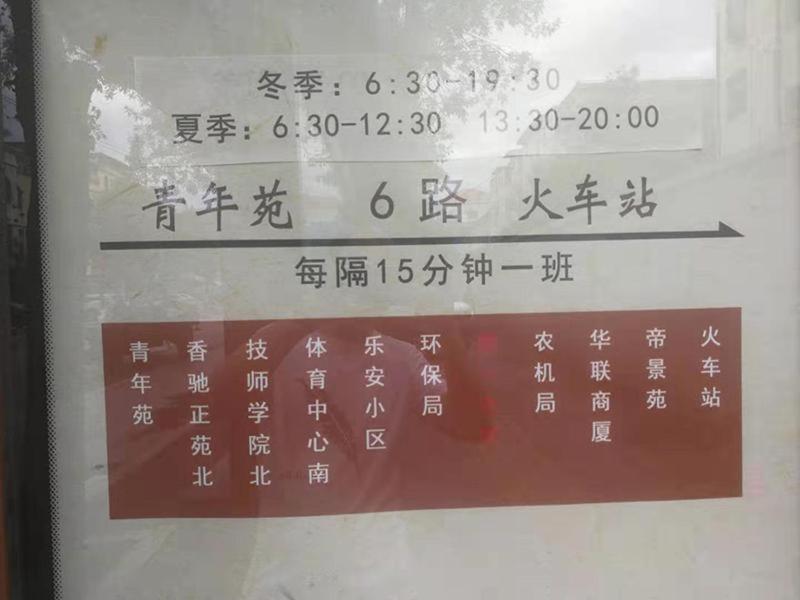 冬季：6:30-19:30
夏季：6:30-12:30 13:30-20:00
青年苑 6路 火车站
每隔15分钟一班
青年苑
香驰正苑北
技师学院北
体育中心南
乐安小区
环保局
农机局
华联商厦
帝景苑
火车站